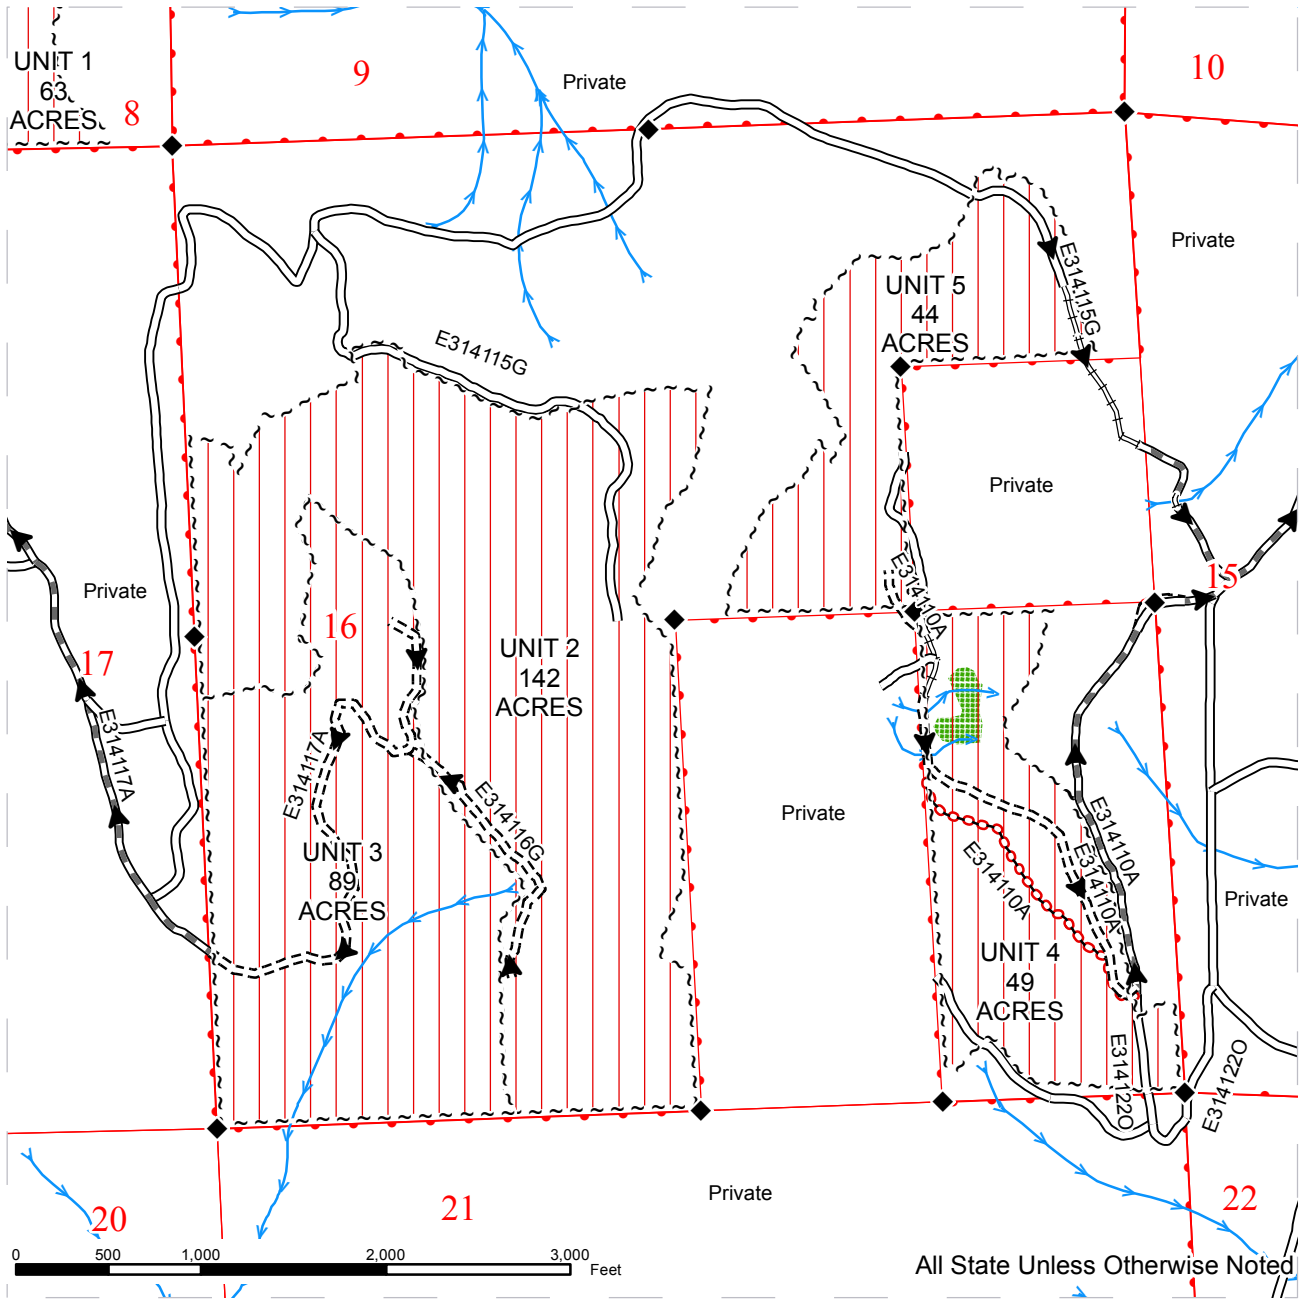 UNIT 1
63
ACRES
8
9
Private
10
Private
UNIT 5
44
ACRES
E314115G
E314115G
Private
E314110A
15
Private
17
16
UNIT 2
142
ACRES
E314117A
E314117A
E314116G
UNIT 3
89
ACRES
Private
E314110A
E314110A
E314110A
Private
UNIT 4
49
ACRES
E314122O
E314122O
20
21
Private
22
0
500
1,000
2,000
3,000
Feet
All State Unless Otherwise Noted